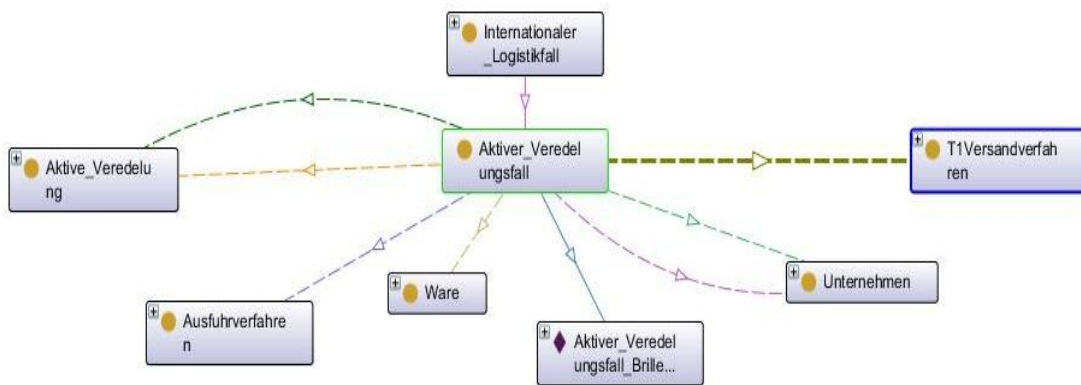 Internationaler
_Logistikfall
Aktive_Veredelu
ng
Aktiver_Veredel
ungsfall
T1Versandverfah
ren
Ausfuhrverfahre
n
Ware
Aktiver_Veredel
ungsfall_Brille...
Unternehmen